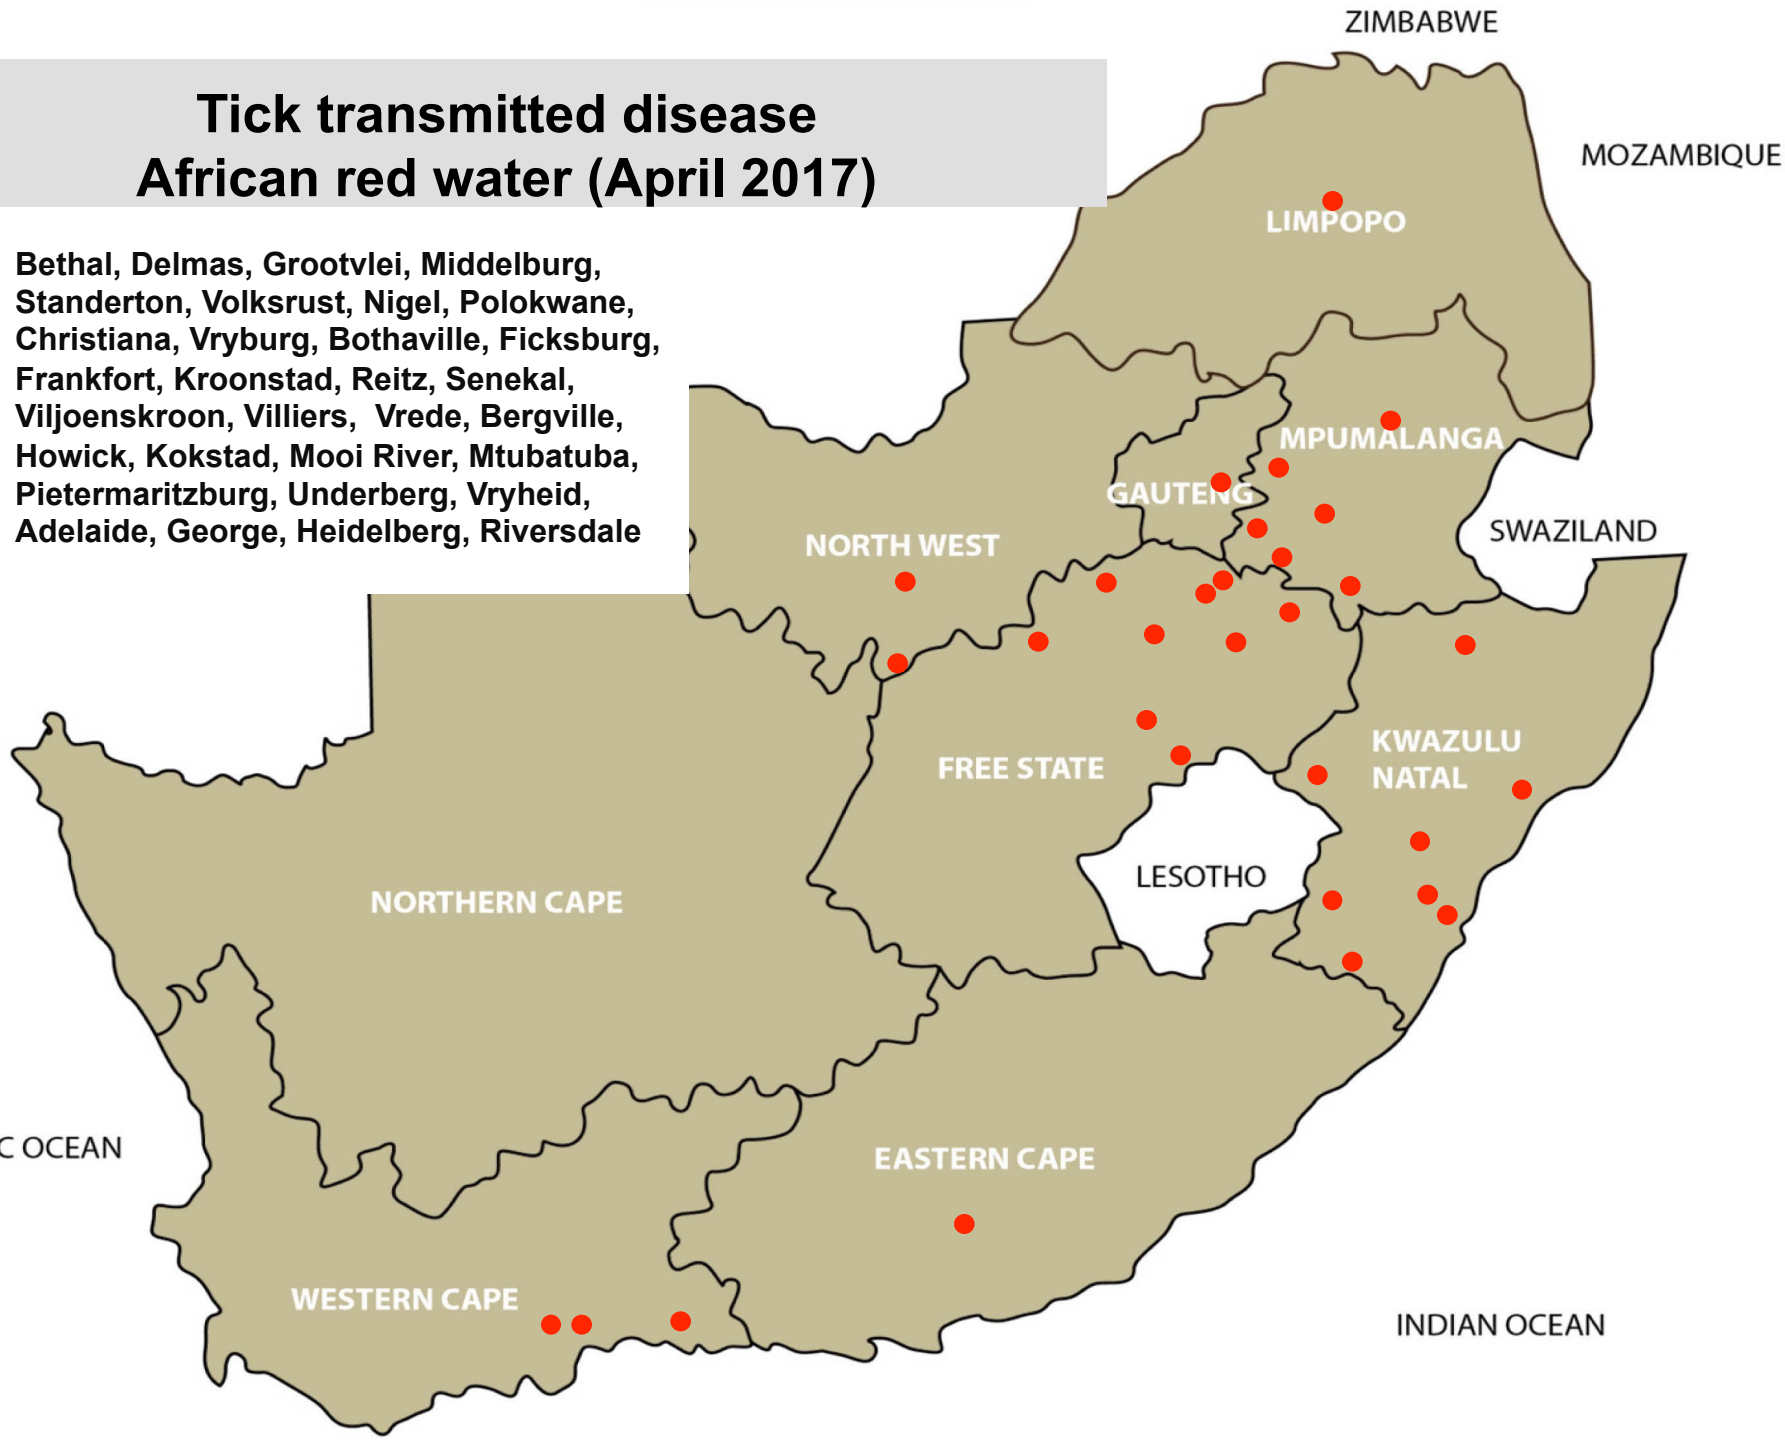 ZIMBABWE
Tick transmitted disease
African red water (April 2017)
MOZAMBIQUE
LIMPOPO
Bethal, Delmas, Grootvlei, Middelburg,
Standerton, Volksrust, Nigel, Polokwane,
Christiana, Vryburg, Bothaville, Ficksburg,
Frankfort, Kroonstad, Reitz, Senekal,
Viljoenskroon, Villiers, Vrede, Bergville,
Howick, Kokstad, Mooi River, Mtubatuba,
Pietermaritzburg, Underberg, Vryheid,
Adelaide, George, Heidelberg, Riversdale
MPUMALANGA
GAUTENG
SWAZILAND
NORTH WEST
KWAZULU
NATAL
FREE STATE
LESOTHO
NORTHERN CAPE
C OCEAN
EASTERN CAPE
WESTERN CAPE
INDIAN OCEAN